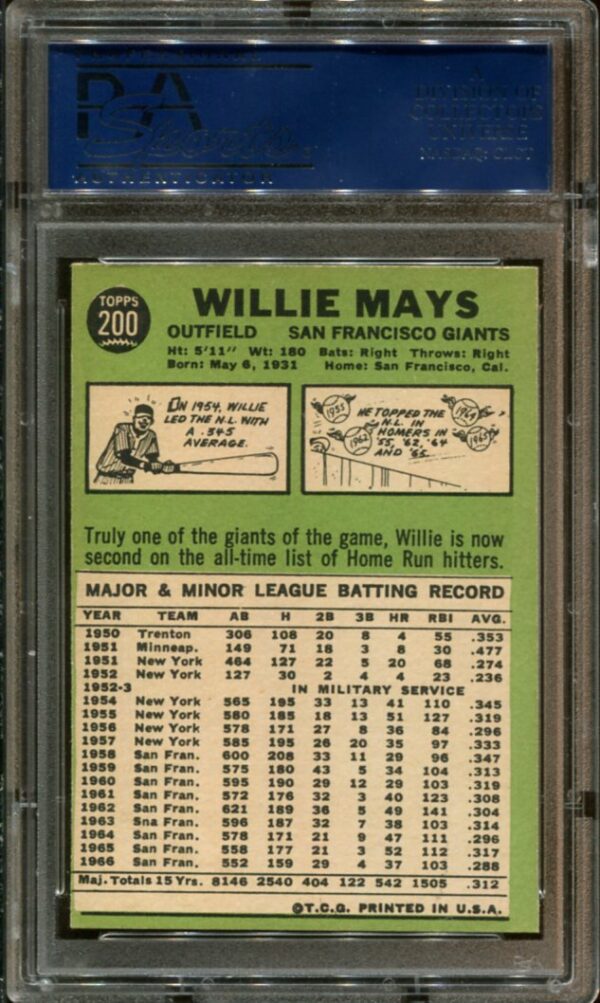 PROFESSIONAL
PSA
Sports
AUTHENTICATOR
A
DIVISION OF
COLLECTORS
UNIVERSE
NASDAQ: CLCT
TOPPS
200
WILLIE MAYS
OUTFIELD SAN FRANCISCO GIANTS
Ht: 5'11" Wt: 180 Bats: Right Throws: Right
Born: May 6, 1931 Home: San Francisco, Cal.
ON 1954, WILLIE
LED THE N.L. WITH
A .345
AVERAGE.
1955
1962
1964
1965
HE TOPPED THE
N.L. IN
HOMERS IN
'55, '62, '64
AND '65.
Truly one of the giants of the game, Willie is now
second on the all-time list of Home Run hitters.
MAJOR & MINOR LEAGUE BATTING RECORD
YEAR TEAM AB H 2B 3B HR RBI AVG.
1950 Trenton 306 108 20 8 4 55 .353
1951 Minneap. 149 71 18 3 8 30 .477
1951 New York 464 127 22 5 20 68 .274
1952 New York 127 30 2 4 4 23 .236
1952-3 IN MILITARY SERVICE
1954 New York 565 195 33 13 41 110 .345
1955 New York 580 185 18 13 51 127 .319
1956 New York 578 171 27 8 36 84 .296
1957 New York 585 195 26 20 35 97 .333
1958 San Fran. 600 208 33 11 29 96 .347
1959 San Fran. 575 180 43 5 34 104 .313
1960 San Fran. 595 190 29 12 29 103 .319
1961 San Fran. 572 176 32 3 40 123 .308
1962 San Fran. 621 189 36 5 49 141 .304
1963 Sna Fran. 596 187 32 7 38 103 .314
1964 San Fran. 578 171 21 9 47 111 .296
1965 San Fran. 558 177 21 3 52 112 .317
1966 San Fran. 552 159 29 4 37 103 .288
Maj. Totals 15 Yrs. 8146 2540 404 122 542 1505 .312
©T.C.G. PRINTED IN U.S.A.